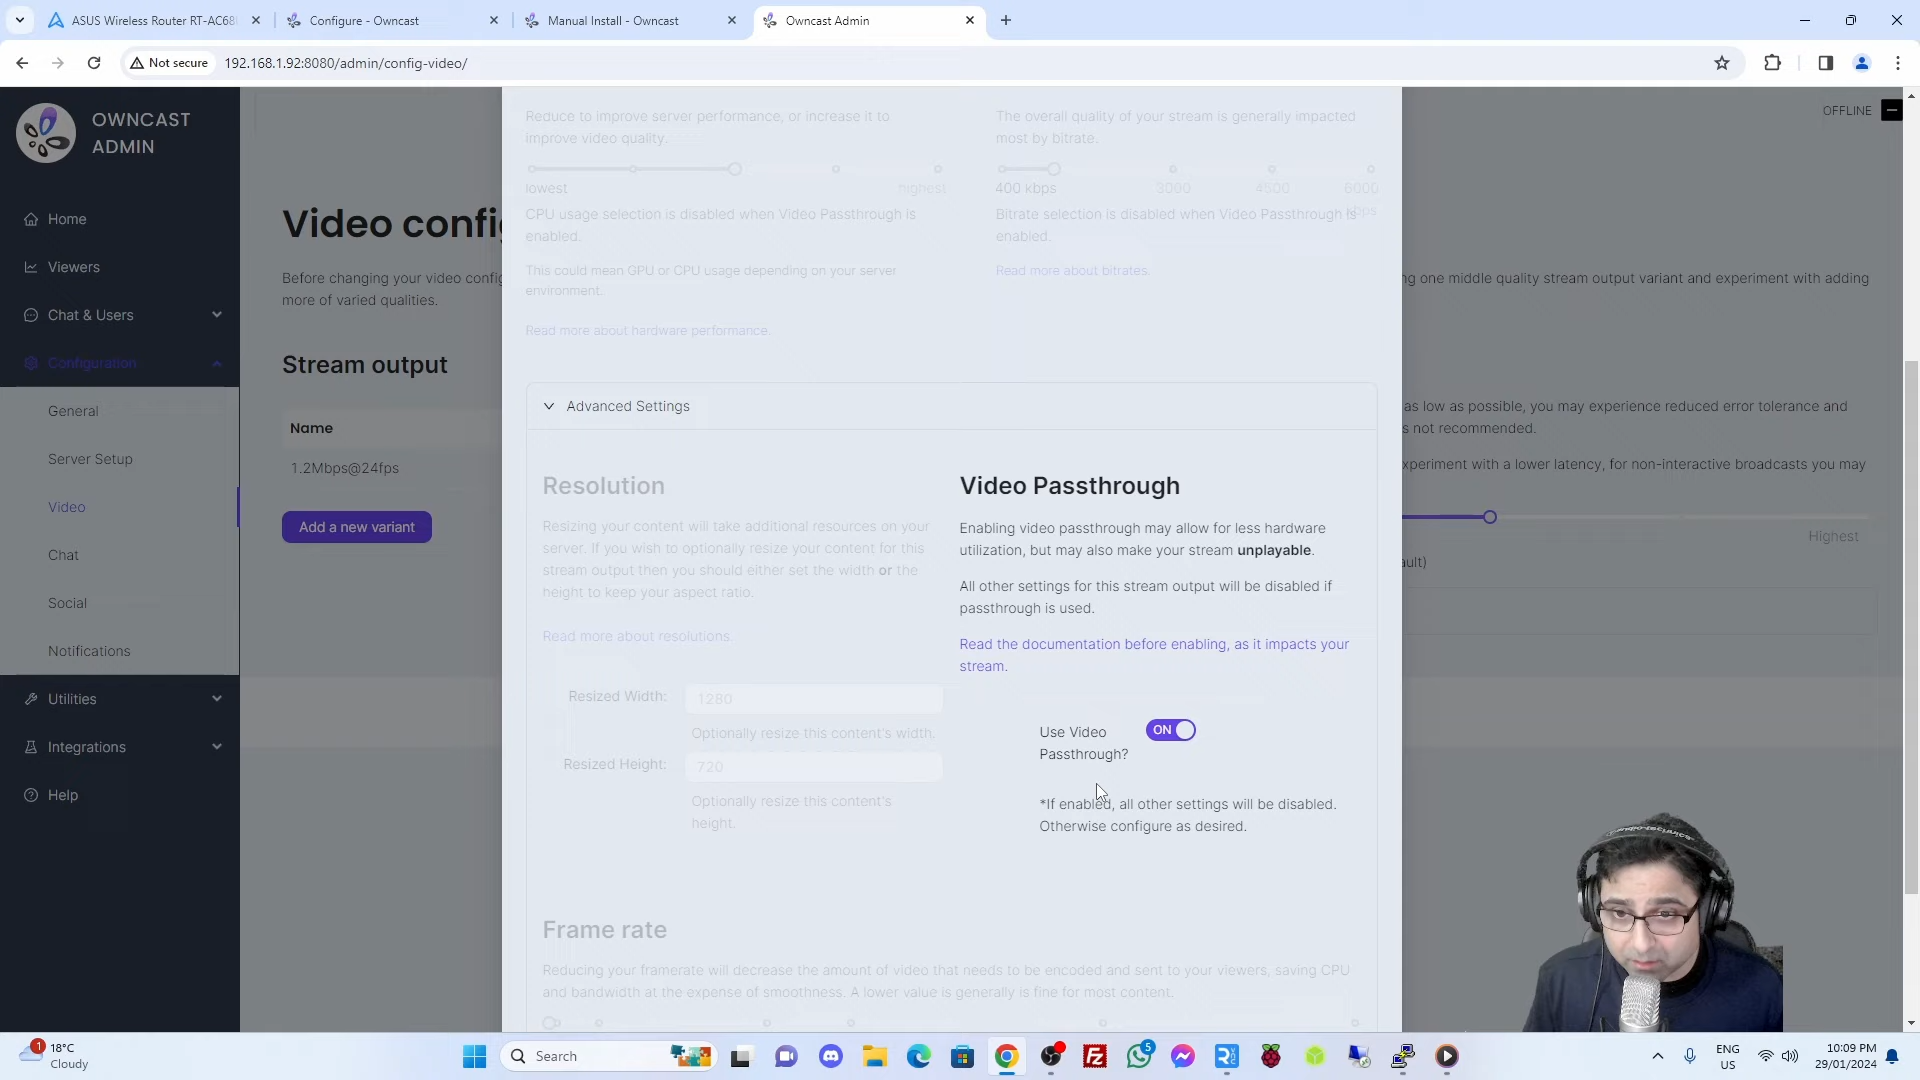 ASUS Wireless Router RT-AC68
Configure - Owncast
Manual Install - Owncast
Owncast Admin
Not secure
192.168.1.92:8080/admin/config-video/
OWNCAST
ADMIN
OFFLINE
Home
Viewers
Chat & Users
Configuration
General
Server Setup
Video
Chat
Social
Notifications
Utilities
Integrations
Help
Video confi
Before changing your video config
more of varied qualities.
ng one middle quality stream output variant and experiment with adding
Stream output
Name
1.2Mbps@24fps
Add a new variant
as low as possible, you may experience reduced error tolerance and
s not recommended.
xperiment with a lower latency, for non-interactive broadcasts you may
Highest
ault)
Reduce to improve server performance, or increase it to
improve video quality.
lowest
highest
CPU usage selection is disabled when Video Passthrough is
enabled.
This could mean GPU or CPU usage depending on your server
environment.
Read more about hardware performance.
The overall quality of your stream is generally impacted
most by bitrate.
400 kbps
3000
4500
6000
kbps
Bitrate selection is disabled when Video Passthrough is
enabled.
Read more about bitrates.
Advanced Settings
Resolution
Resizing your content will take additional resources on your
server. If you wish to optionally resize your content for this
stream output then you should either set the width or the
height to keep your aspect ratio.
Read more about resolutions.
Resized Width:
1280
Optionally resize this content's width.
Resized Height:
720
Optionally resize this content's
height.
Video Passthrough
Enabling video passthrough may allow for less hardware
utilization, but may also make your stream unplayable.
All other settings for this stream output will be disabled if
passthrough is used.
Read the documentation before enabling, as it impacts your
stream.
Use Video
Passthrough?
ON
*If enabled, all other settings will be disabled.
Otherwise configure as desired.
Frame rate
Reducing your framerate will decrease the amount of video that needs to be encoded and sent to your viewers, saving CPU
and bandwidth at the expense of smoothness. A lower value is generally is fine for most content.
1
18°C
Cloudy
Search
5
ENG
US
10:09 PM
29/01/2024